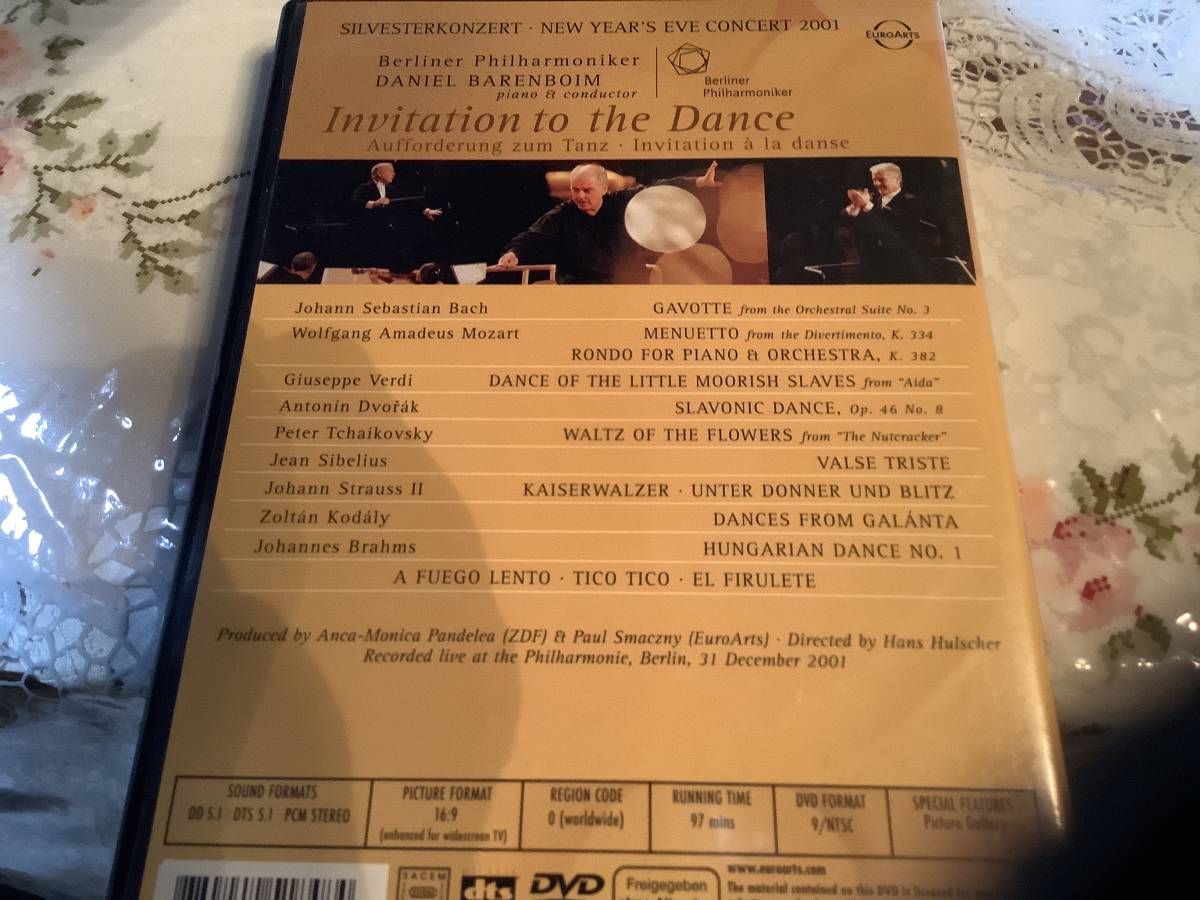 SILVESTERKONZERT · NEW YEAR'S EVE CONCERT 2001
EUROARTS
Berliner Philharmoniker
DANIEL BARENBOIM
piano & conductor
Berliner
Philharmoniker
Invitation to the Dance
Aufforderung zum Tanz · Invitation à la danse
Johann Sebastian Bach GAVOTTE from the Orchestral Suite No. 3
Wolfgang Amadeus Mozart MENUETTO from the Divertimento, K. 334
RONDO FOR PIANO & ORCHESTRA, K. 382
Giuseppe Verdi DANCE OF THE LITTLE MOORISH SLAVES from "Aida"
Antonín Dvořák SLAVONIC DANCE, Op. 46 No. 8
Peter Tchaikovsky WALTZ OF THE FLOWERS from "The Nutcracker"
Jean Sibelius VALSE TRISTE
Johann Strauss II KAISERWALZER · UNTER DONNER UND BLITZ
Zoltán Kodály DANCES FROM GALÁNTA
Johannes Brahms HUNGARIAN DANCE NO. 1
A FUEGO LENTO · TICO TICO · EL FIRULETE
Produced by Anca-Monica Pandelea (ZDF) & Paul Smaczny (EuroArts) · Directed by Hans Hulscher
Recorded live at the Philharmonie, Berlin, 31 December 2001
SOUND FORMATS
DD 5.1 · DTS 5.1 · PCM STEREO
PICTURE FORMAT
16:9
(enhanced for widescreen TV)
REGION CODE
0 (worldwide)
RUNNING TIME
97 mins
DVD FORMAT
9/NTSC
SPECIAL FEATURES
Picture Gallery
SACEM
dts
DVD
Freigegeben
www.euroarts.com
The material contained on this DVD is licensed for